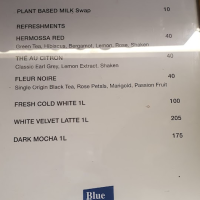 PLANT BASED MILK Swap 10
REFRESHMENTS
HERMOSSA RED 40
Green Tea, Hibiscus, Bergamot, Lemon, Rose, Shaken
THE AU CITRON 40
Classic Earl Grey, Lemon Extract, Shaken
FLEUR NOIRE 40
Single Origin Black Tea, Rose Petals, Marigold, Passion Fruit
FRESH COLD WHITE 1L 100
WHITE VELVET LATTE 1L 205
DARK MOCHA 1L 175
Blue